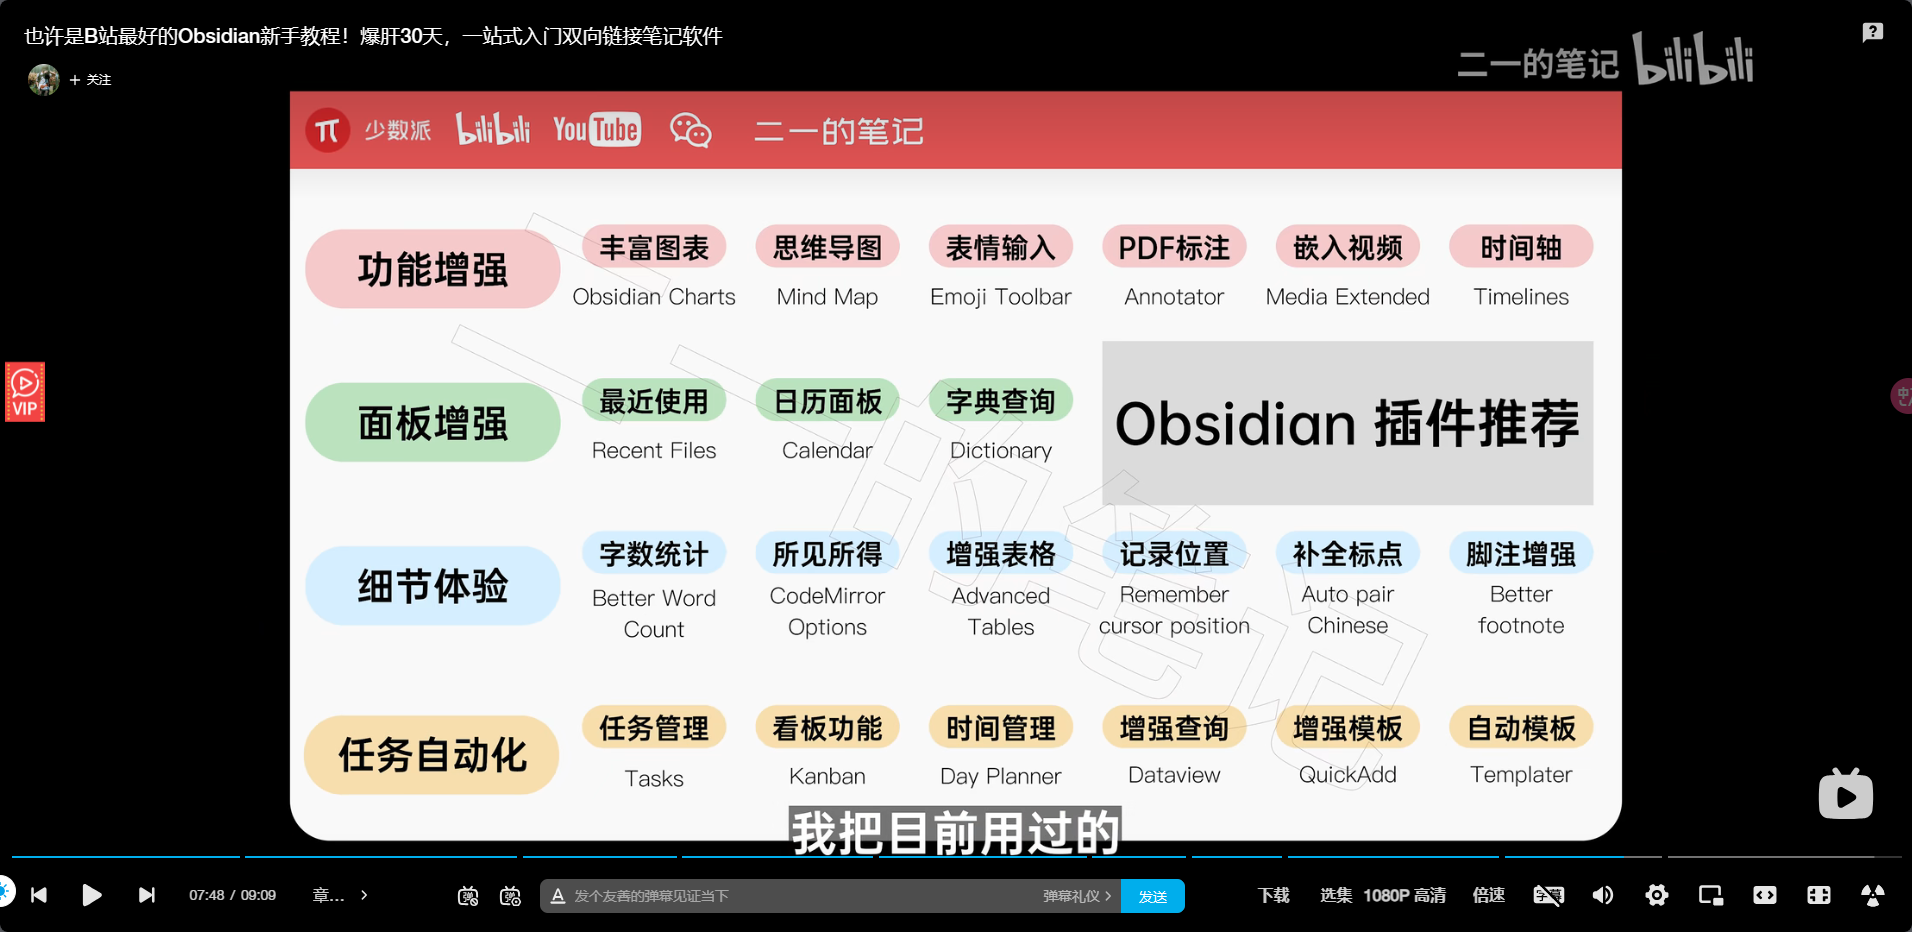 也许是B站最好的Obsidian新手教程！爆肝30天，一站式入门双向链接笔记软件
+ 关注
二一的笔记 bilibili
π 少数派 bilibili YouTube 二一的笔记
功能增强
丰富图表 思维导图 表情输入 PDF标注 嵌入视频 时间轴
Obsidian Charts Mind Map Emoji Toolbar Annotator Media Extended Timelines
面板增强
最近使用 日历面板 字典查询
Recent Files Calendar Dictionary
Obsidian 插件推荐
细节体验
字数统计 所见所得 增强表格 记录位置 补全标点 脚注增强
Better Word CodeMirror Advanced Remember Auto pair Better
Count Options Tables cursor position Chinese footnote
任务自动化
任务管理 看板功能 时间管理 增强查询 增强模板 自动模板
Tasks Kanban Day Planner Dataview QuickAdd Templater
二一的笔记
我把目前用过的
VIP
07:48 / 09:09 章... 弹 弹 A 发个友善的弹幕见证当下 弹幕礼仪 发送 下载 选集 1080P 高清 倍速 字幕